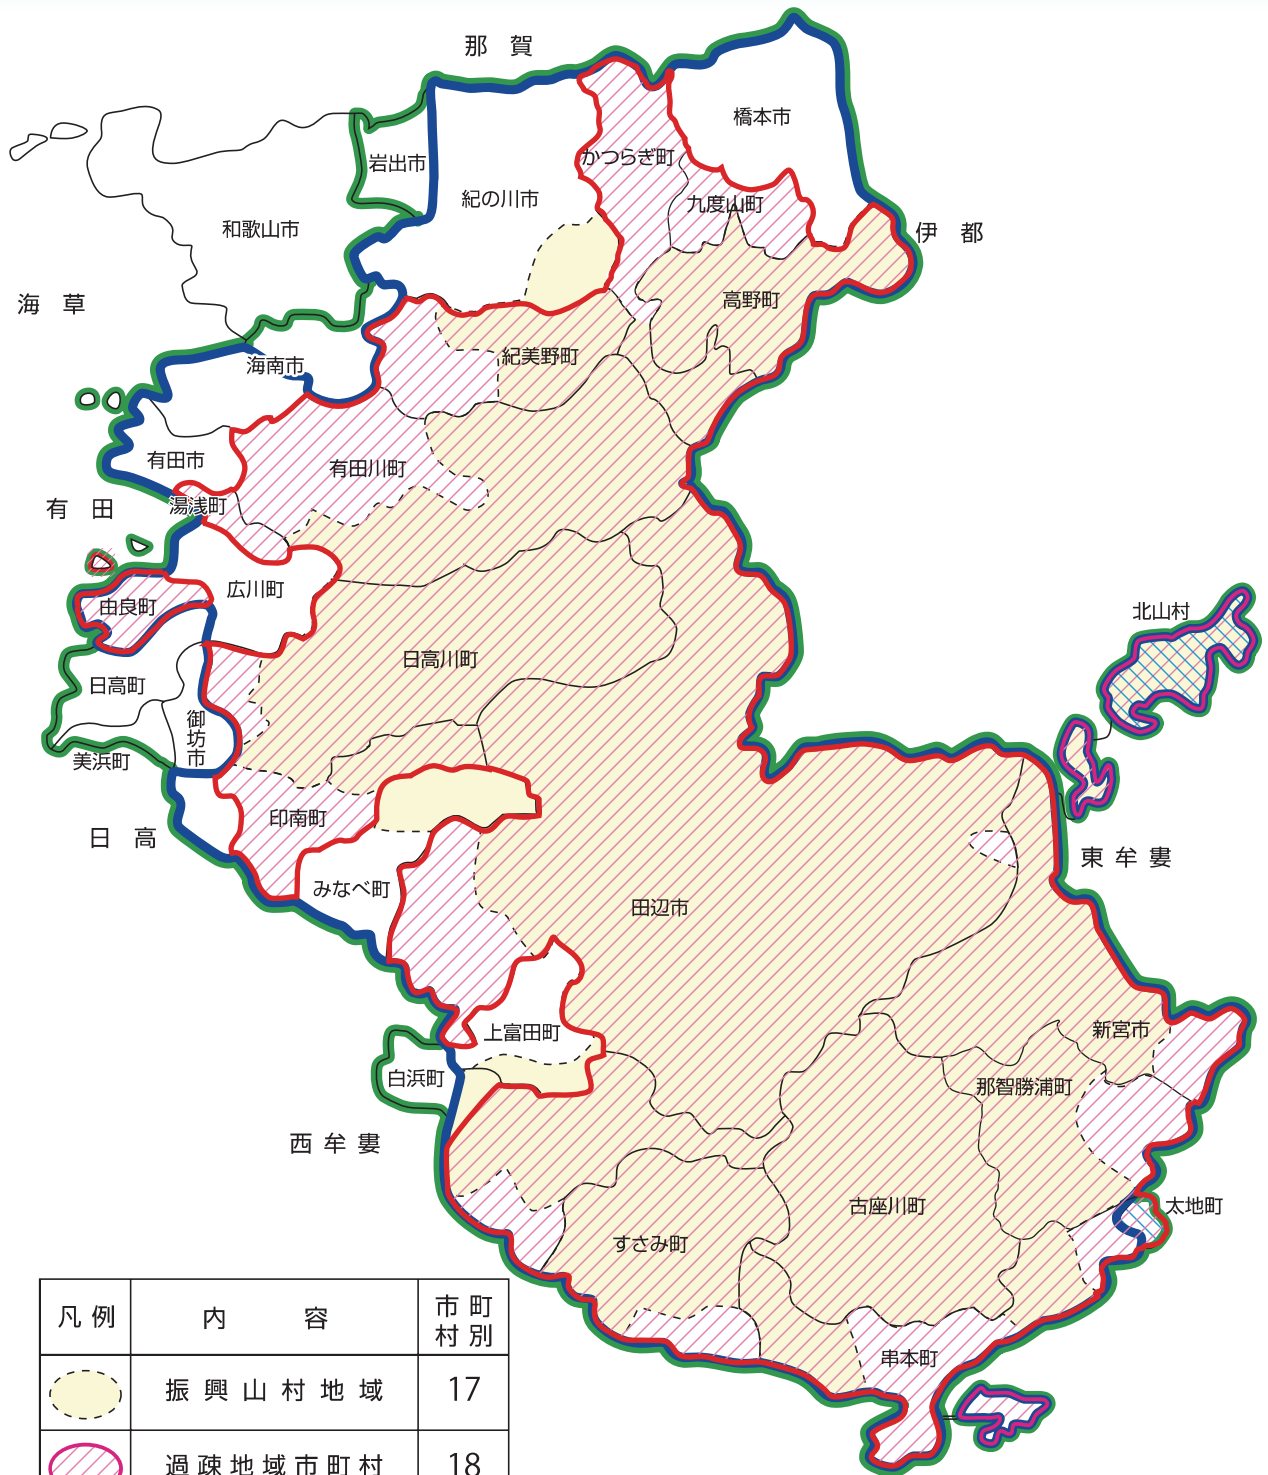 那賀
橋本市
かつらぎ町
岩出市
紀の川市
九度山町
和歌山市
伊都
高野町
海草
紀美野町
海南市
有田市
有田川町
湯浅町
有田
広川町
由良町
北山村
日高川町
日高町
御坊市
美浜町
印南町
日高
東牟婁
みなべ町
田辺市
上富田町
新宮市
白浜町
那智勝浦町
西牟婁
古座川町
太地町
すさみ町
串本町
凡例 内容 市町村別
振興山村地域 17
過疎地域市町村 18